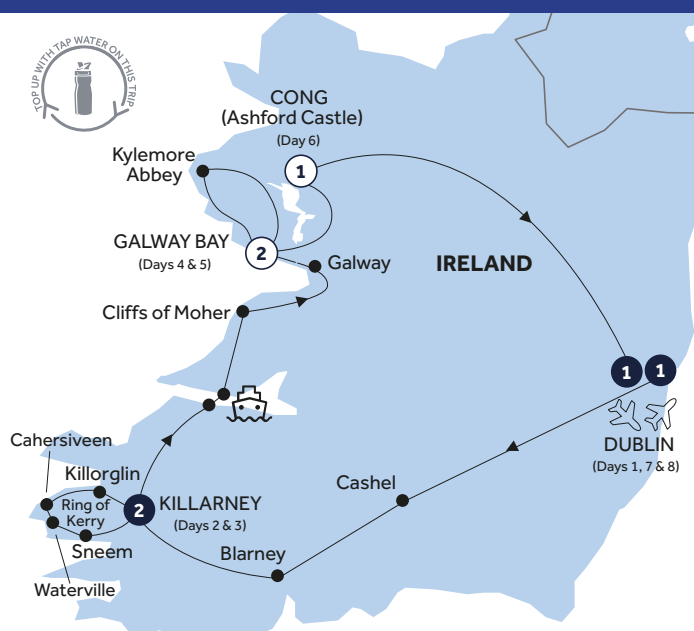 TOP UP WITH TAP WATER ON THIS TRIP
CONG
(Ashford Castle)
(Day 6)
1
Kylemore
Abbey
GALWAY BAY
(Days 4 & 5)
2
Galway
IRELAND
Cliffs of Moher
1
1
DUBLIN
(Days 1, 7 & 8)
Cahersiveen
Killorglin
Ring of
Kerry
2
KILLARNEY
(Days 2 & 3)
Cashel
Sneem
Blarney
Waterville